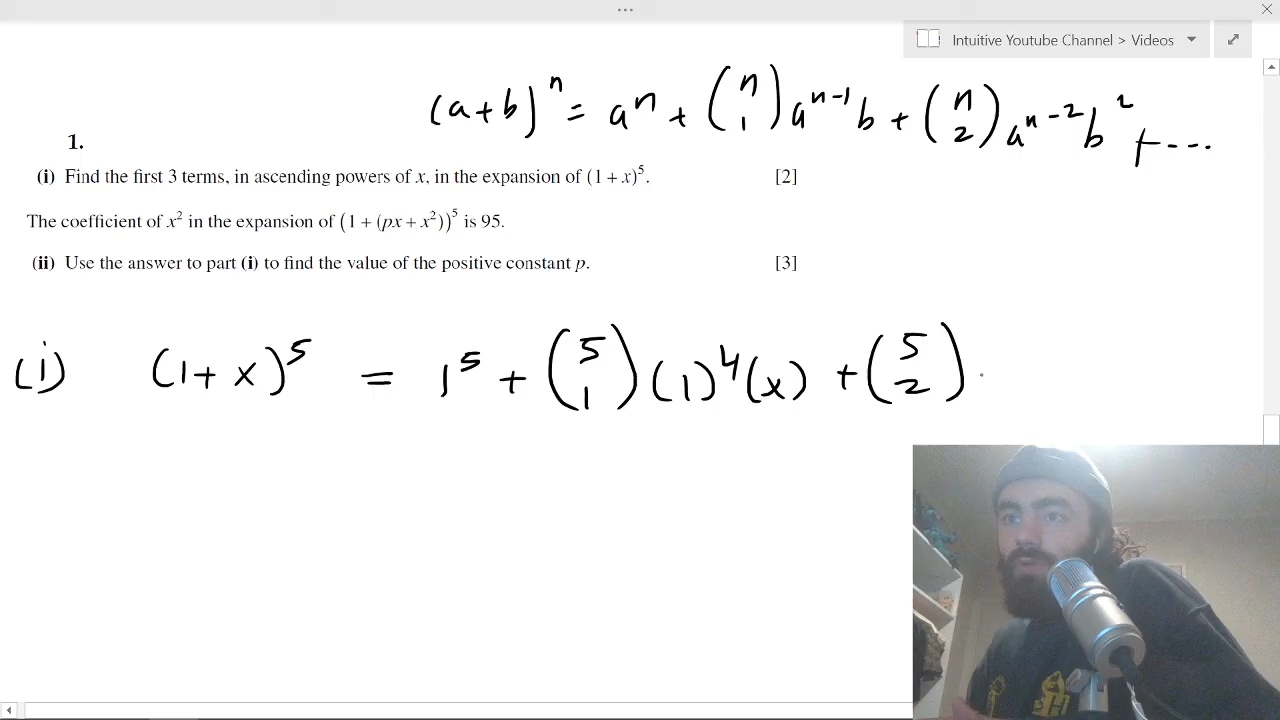 Intuitive Youtube Channel > Videos
(a+b)^n = a^n + (n 1) a^{n-1} b + (n 2) a^{n-2} b^2 + ...
1.
(i) Find the first 3 terms, in ascending powers of x, in the expansion of (1 + x)^5. [2]
The coefficient of x^2 in the expansion of (1 + (px + x^2))^5 is 95.
(ii) Use the answer to part (i) to find the value of the positive constant p. [3]
(i) (1 + x)^5 = 1^5 + (5 1) (1)^4 (x) + (5 2)